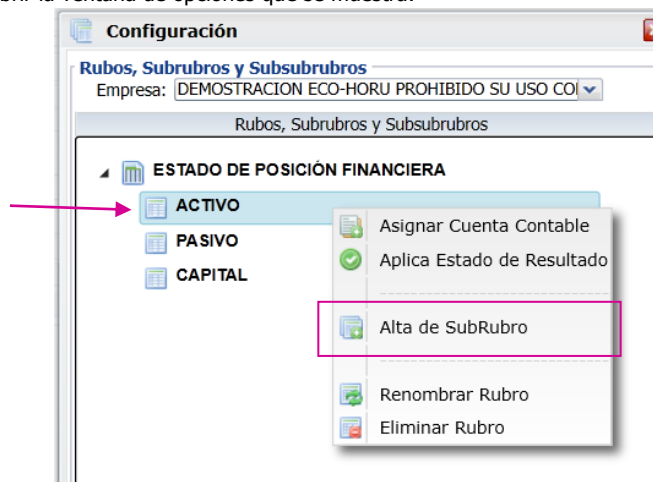 Configuración
Rubos, Subrubros y Subsubrubros
Empresa: DEMOSTRACION ECO-HORU PROHIBIDO SU USO CO
Rubos, Subrubros y Subsubrubros
ESTADO DE POSICIÓN FINANCIERA
ACTIVO
Asignar Cuenta Contable
PASIVO
Aplica Estado de Resultado
CAPITAL
Alta de SubRubro
Renombrar Rubro
Eliminar Rubro